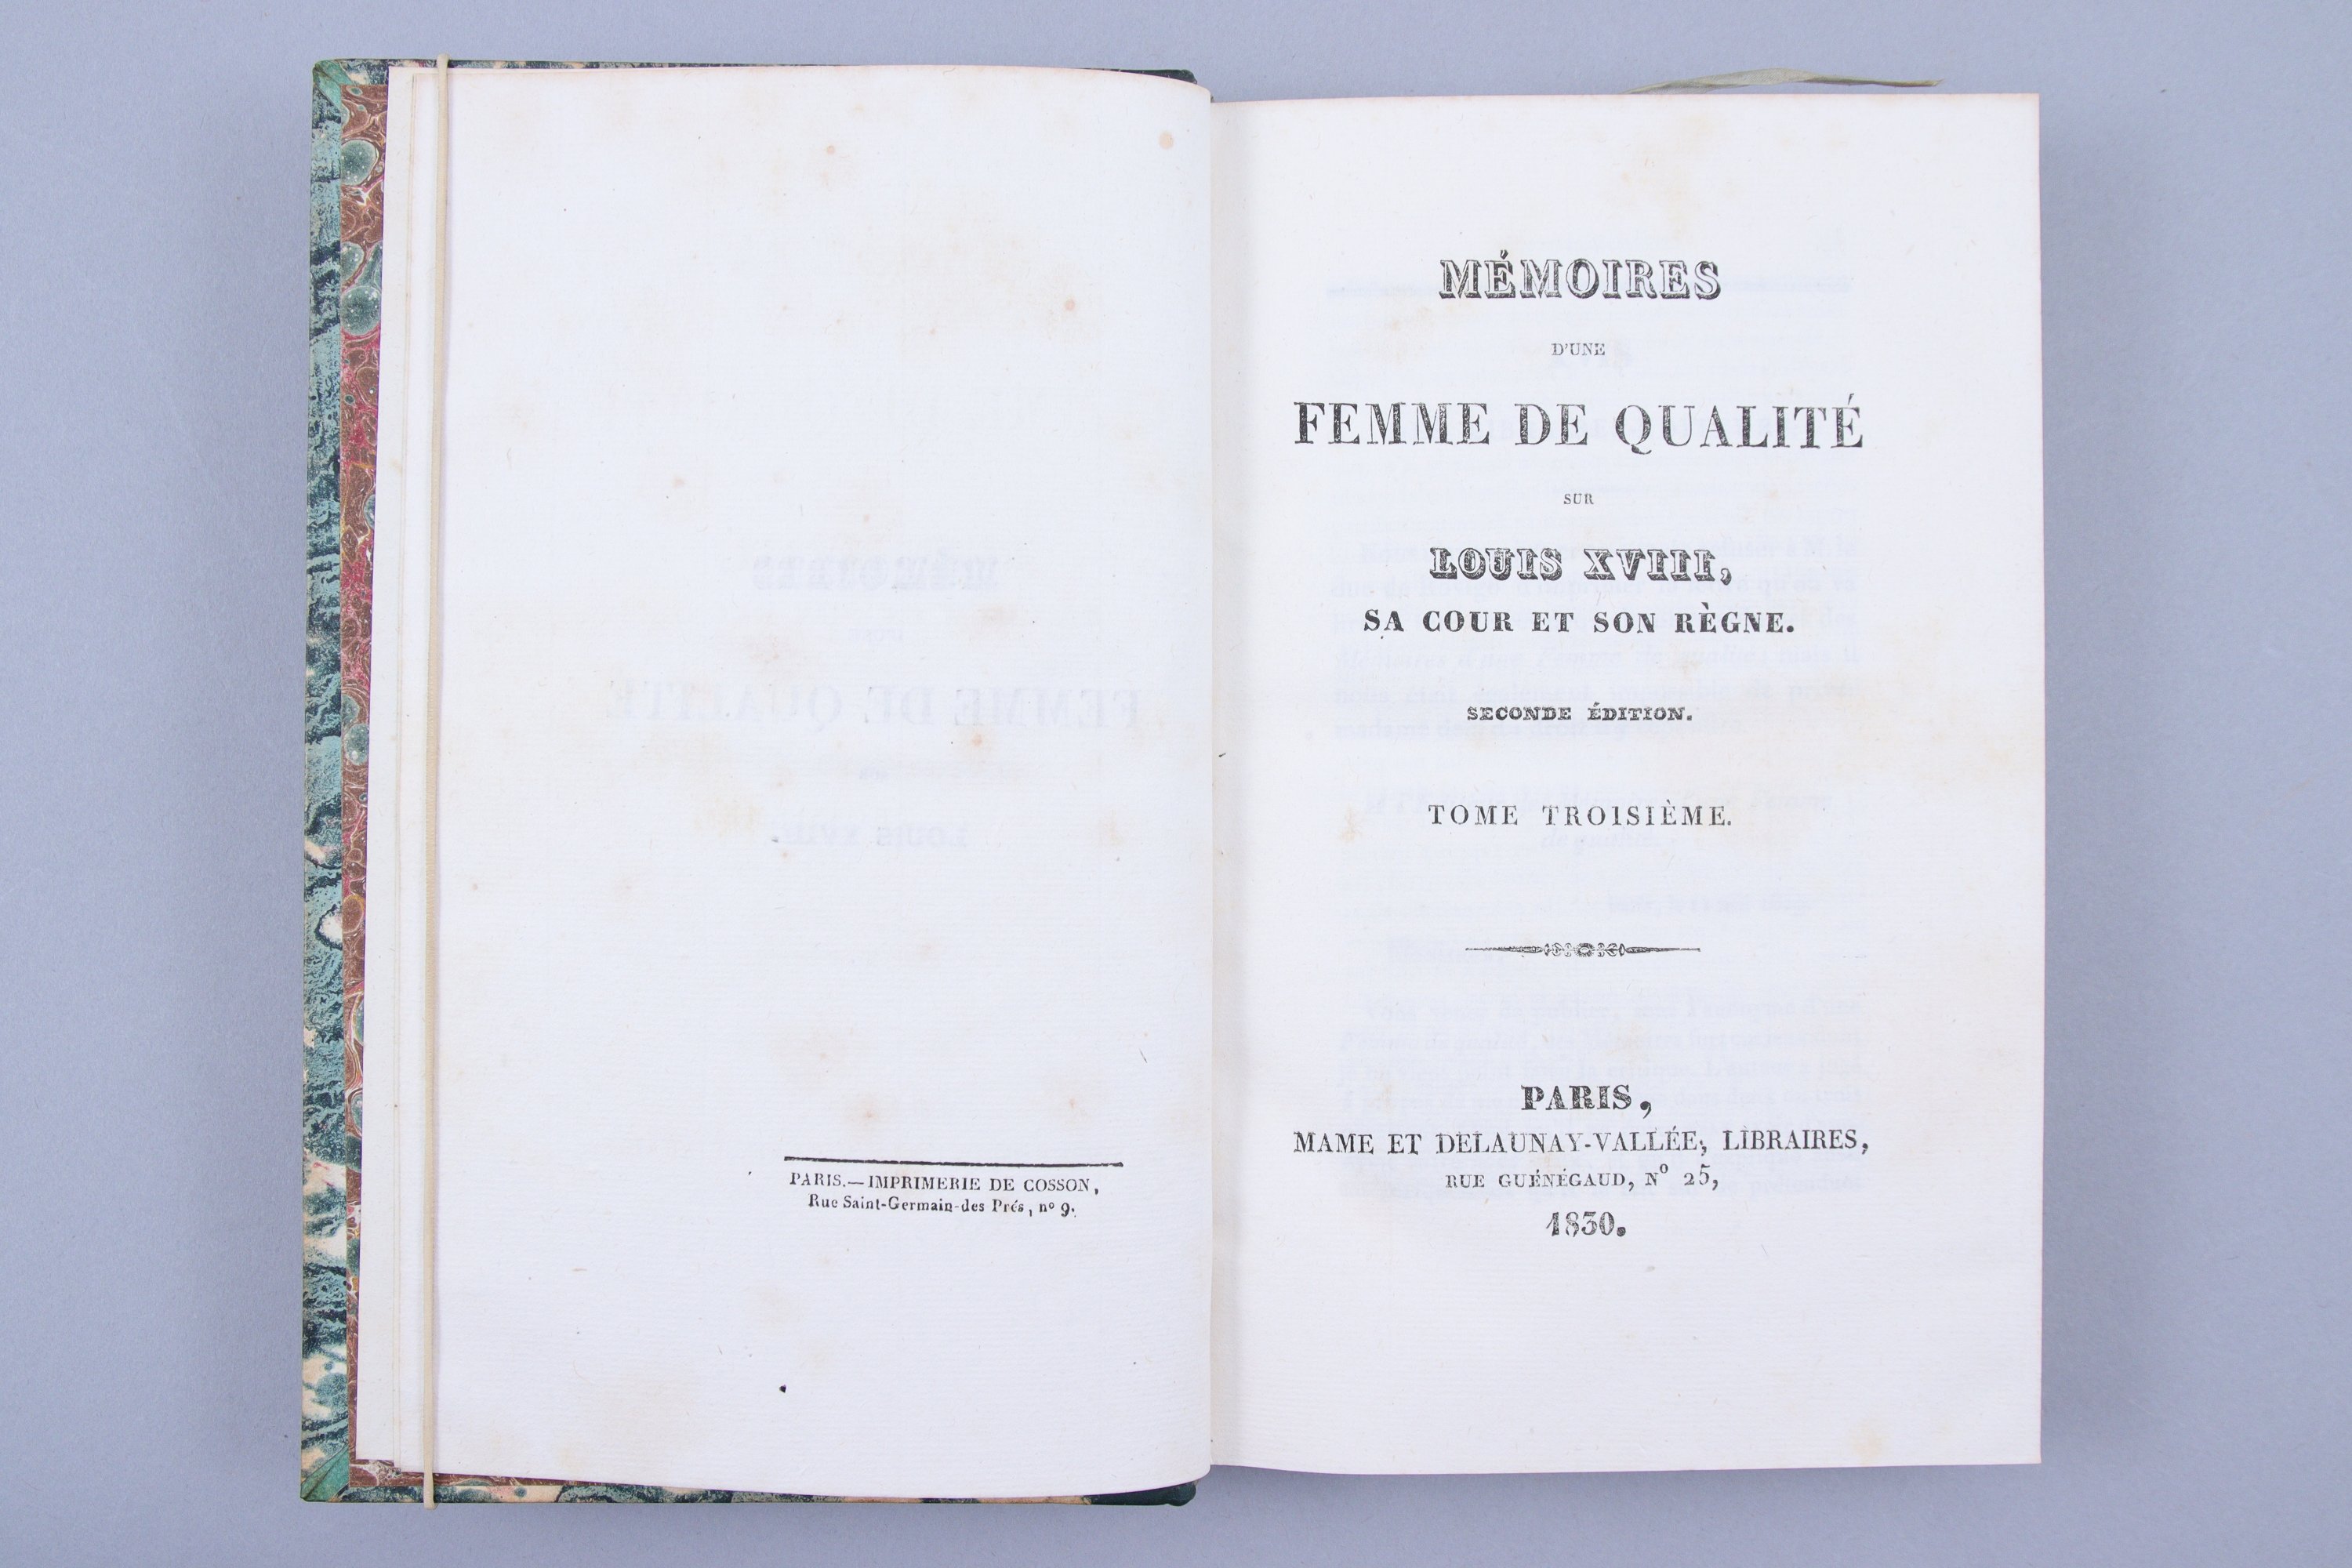 PARIS.—IMPRIMERIE DE COSSON,
Rue Saint-Germain-des Prés, nº 9.
MÉMOIRES
D'UNE
FEMME DE QUALITÉ
SUR
LOUIS XVIII,
SA COUR ET SON RÈGNE.
SECONDE ÉDITION.
TOME TROISIÈME.
PARIS,
MAME ET DELAUNAY-VALLÉE, LIBRAIRES,
RUE GUÉNÉGAUD, Nº 25,
1830.